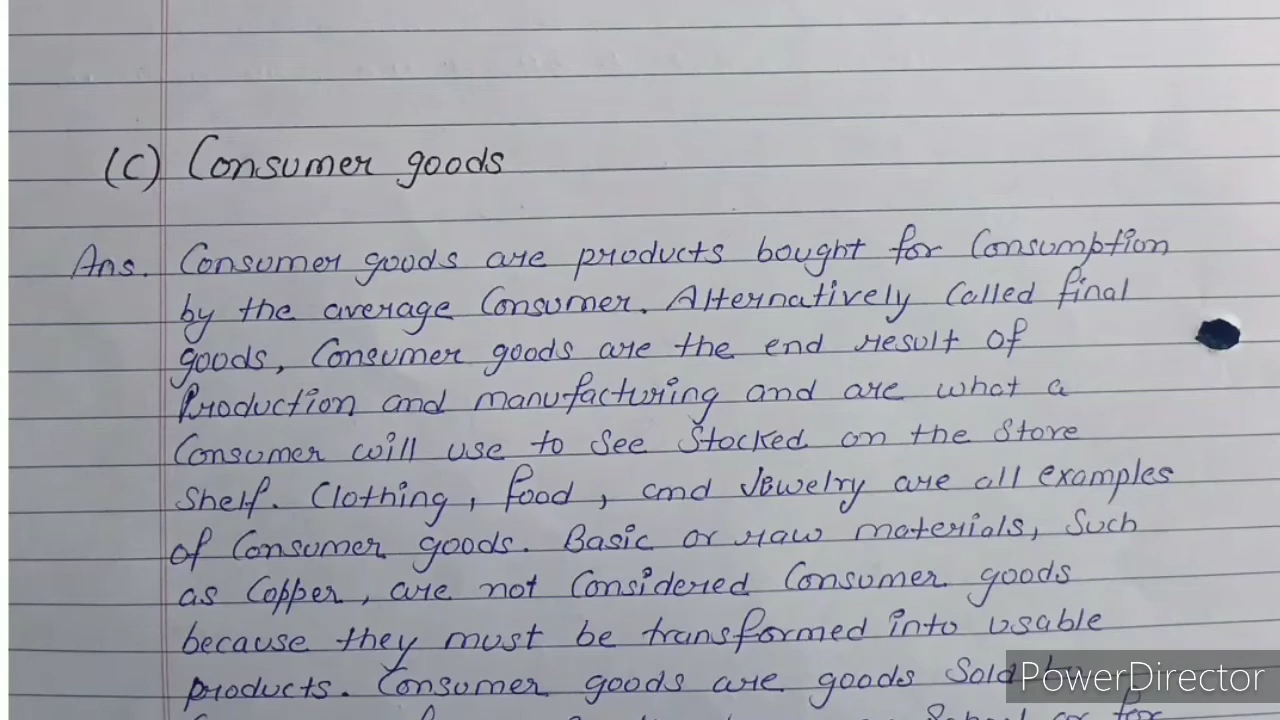 (C) Consumer goods
Ans. Consumer goods are products bought for Consumption
by the average Consumer. Alternatively Called final
goods, Consumer goods are the end result of
Production and manufacturing and are what a
Consumer will use to See Stocked on the Store
Shelf. Clothing, food, and Jewelry are all examples
of Consumer goods. Basic or raw materials, Such
as Copper, are not Considered Consumer goods
because they must be transformed into usable
products. Consumer goods are goods Sold by
PowerDirector
or for